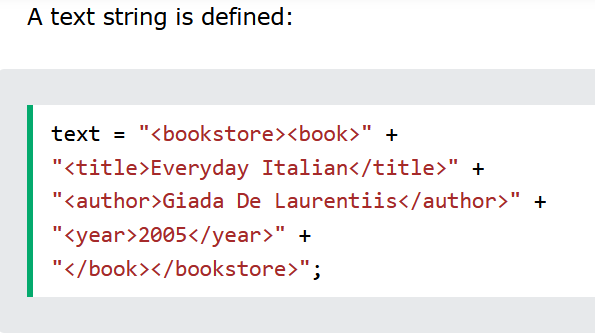 A text string is defined:
text = "<bookstore><book>" +
"<title>Everyday Italian</title>" +
"<author>Giada De Laurentiis</author>" +
"<year>2005</year>" +
"</book></bookstore>";